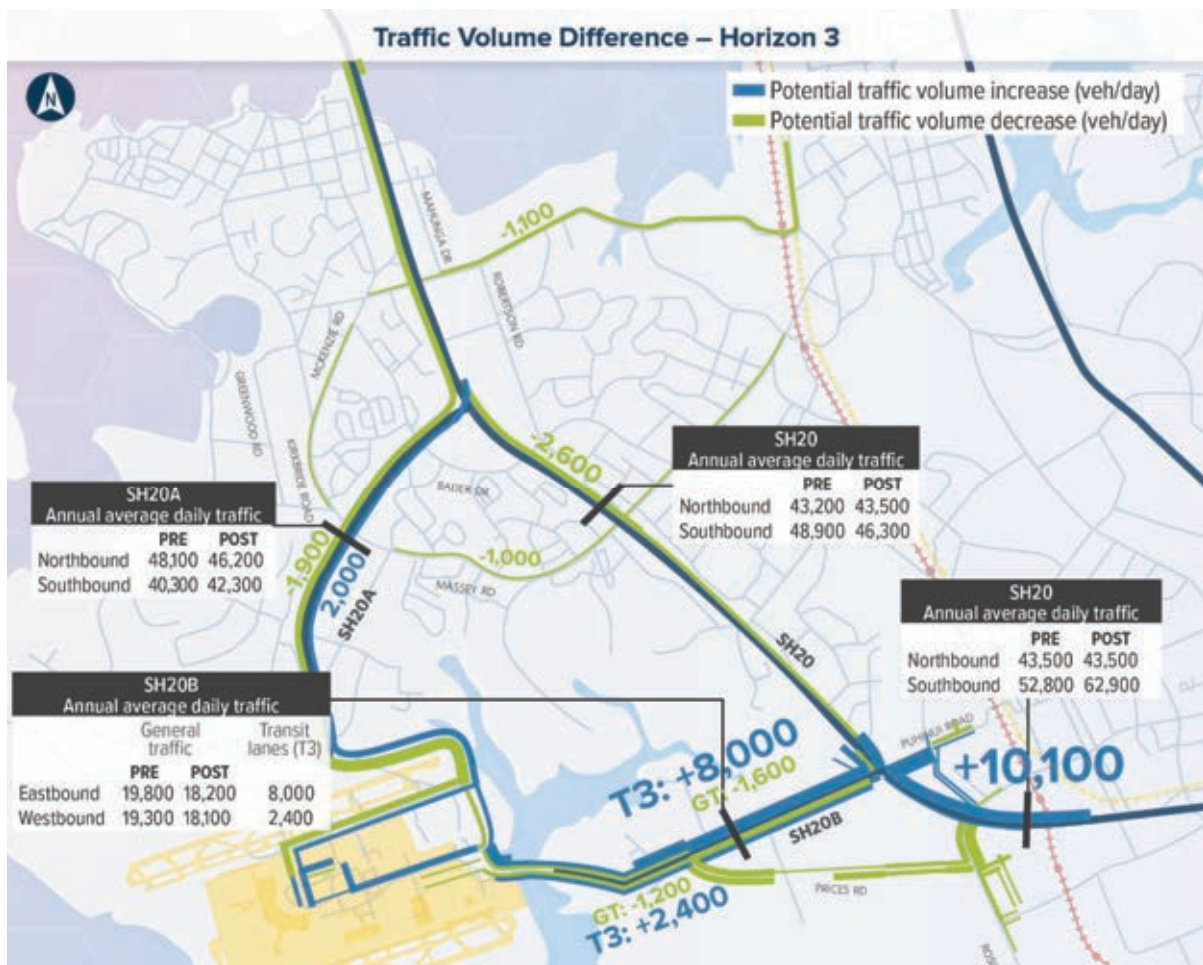 Traffic Volume Difference – Horizon 3
N
Potential traffic volume increase (veh/day)
Potential traffic volume decrease (veh/day)
MAHUNGA DR
-1,100
ROBERTSON RD
MCKENZIE RD
GREENWOOD RD
KIRKBRIDE ROAD
-2,600
SH20
Annual average daily traffic
PRE POST
Northbound 43,200 43,500
Southbound 48,900 46,300
BADER DR
SH20A
Annual average daily traffic
PRE POST
Northbound 48,100 46,200
Southbound 40,300 42,300
-1,900
2,000
SH20A
-1,000
MASSEY RD
SH20
SH20
Annual average daily traffic
PRE POST
Northbound 43,500 43,500
Southbound 52,800 62,900
SH20B
Annual average daily traffic
General traffic
Transit lanes (T3)
PRE POST
Eastbound 19,800 18,200 8,000
Westbound 19,300 18,100 2,400
PUHINUI ROAD
T3: +8,000
GT: -1,600
+10,100
SH20B
GT: -1,200
T3: +2,400
PRICES RD